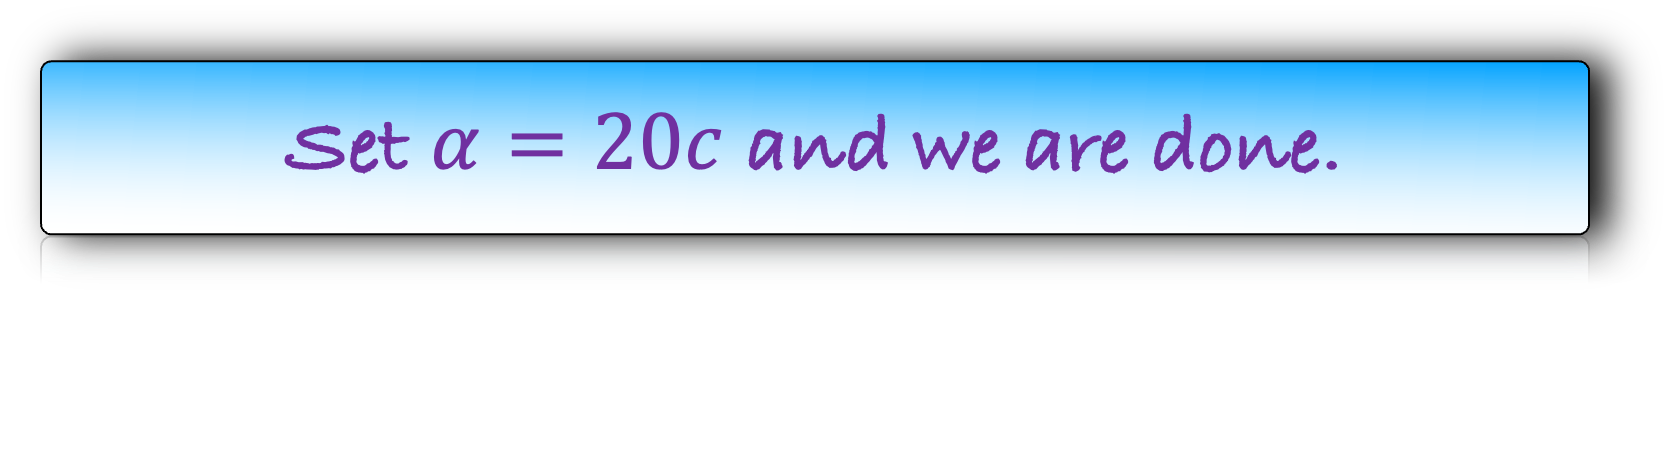 Set 𝛼 = 20𝑐 and we are done.